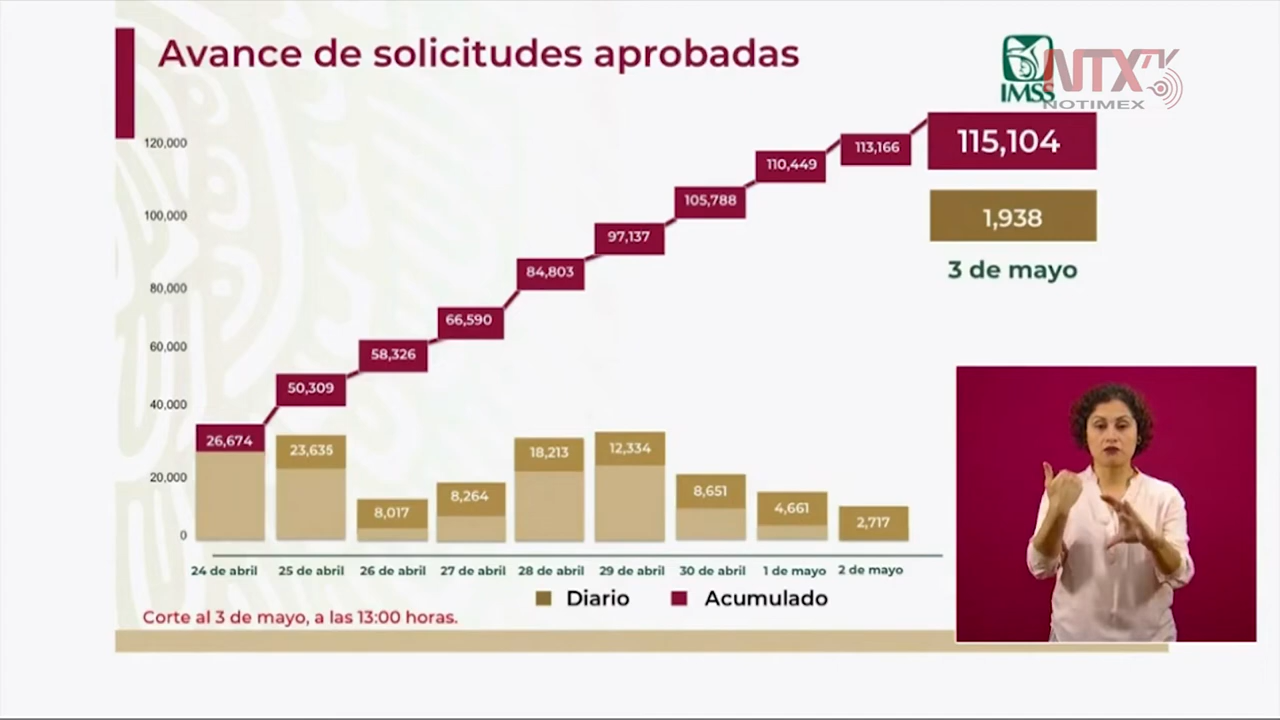 Avance de solicitudes aprobadas
IMSS
NTX
NOTIMEX
120,000
100,000
80,000
60,000
40,000
20,000
0
26,674
50,309
58,326
66,590
84,803
97,137
105,788
110,449
113,166
115,104
1,938
3 de mayo
23,635
8,017
8,264
18,213
12,334
8,651
4,661
2,717
24 de abril
25 de abril
26 de abril
27 de abril
28 de abril
29 de abril
30 de abril
1 de mayo
2 de mayo
Diario
Acumulado
Corte al 3 de mayo, a las 13:00 horas.